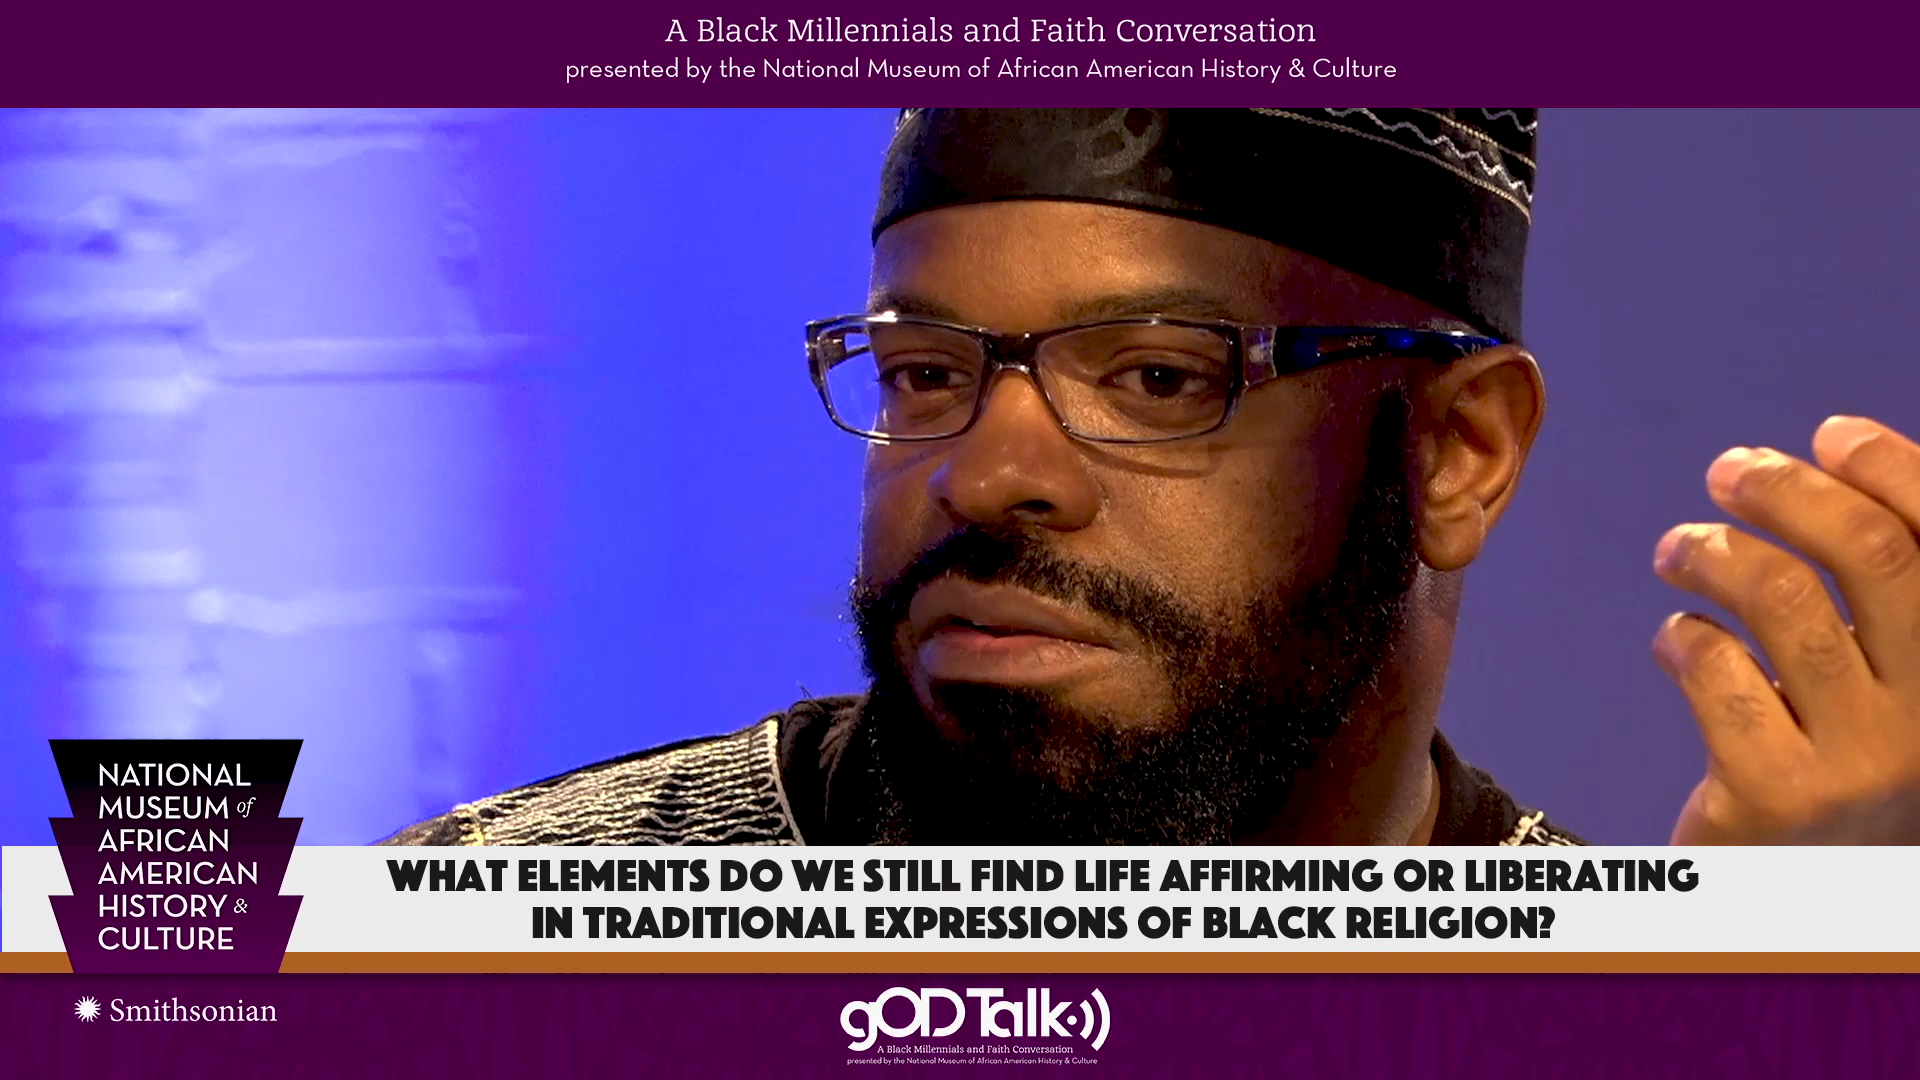 A Black Millennials and Faith Conversation
presented by the National Museum of African American History & Culture
NATIONAL
MUSEUM of
AFRICAN
AMERICAN
HISTORY &
CULTURE
WHAT ELEMENTS DO WE STILL FIND LIFE AFFIRMING OR LIBERATING
IN TRADITIONAL EXPRESSIONS OF BLACK RELIGION?
Smithsonian
gODTalk
A Black Millennials and Faith Conversation
presented by the National Museum of African American History & Culture